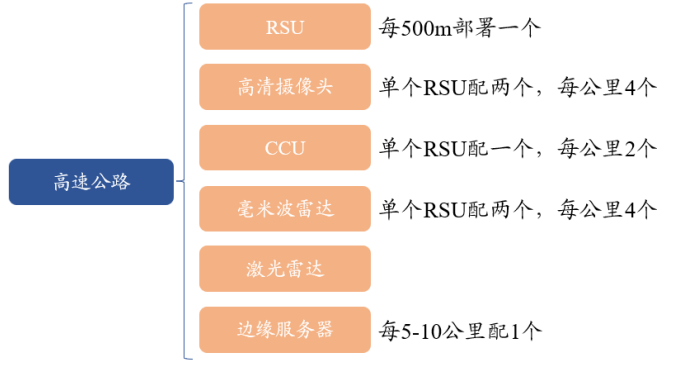 高速公路
RSU
每500m部署一个
高清摄像头
单个RSU配两个，每公里4个
CCU
单个RSU配一个，每公里2个
毫米波雷达
单个RSU配两个，每公里4个
激光雷达
边缘服务器
每5-10公里配1个